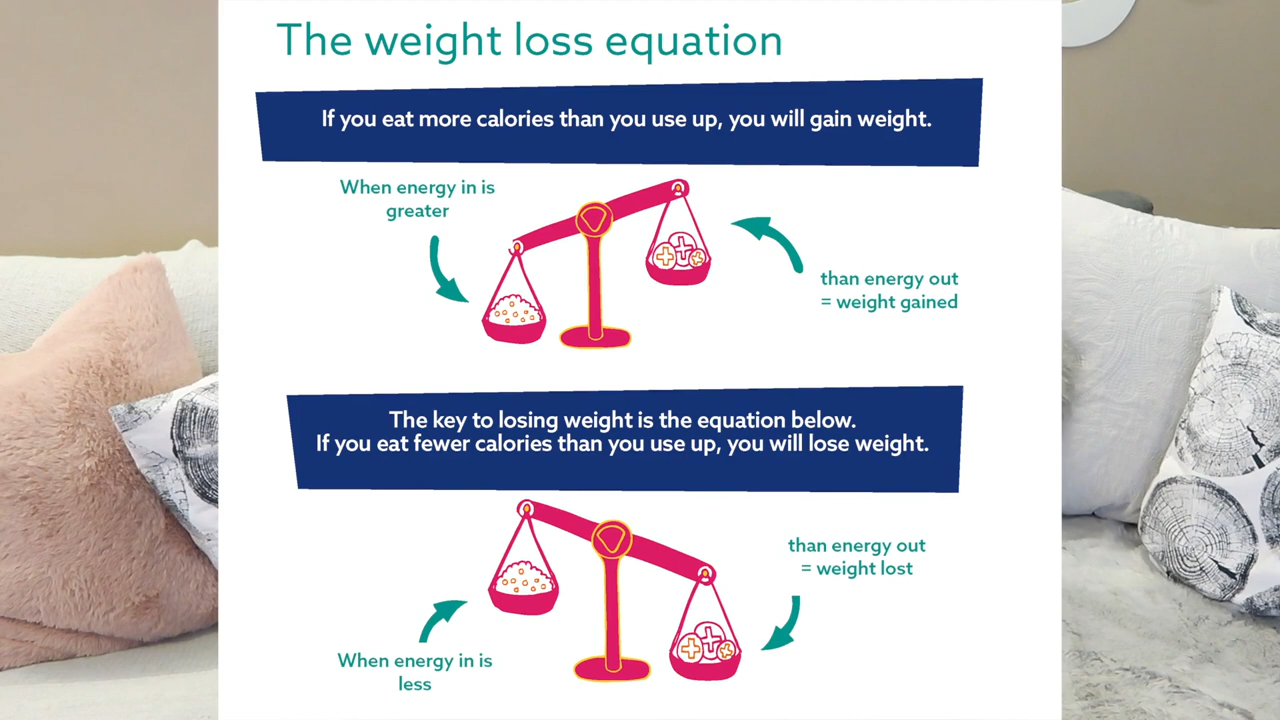 The weight loss equation
If you eat more calories than you use up, you will gain weight.
When energy in is
greater
than energy out
= weight gained
The key to losing weight is the equation below.
If you eat fewer calories than you use up, you will lose weight.
than energy out
= weight lost
When energy in is
less